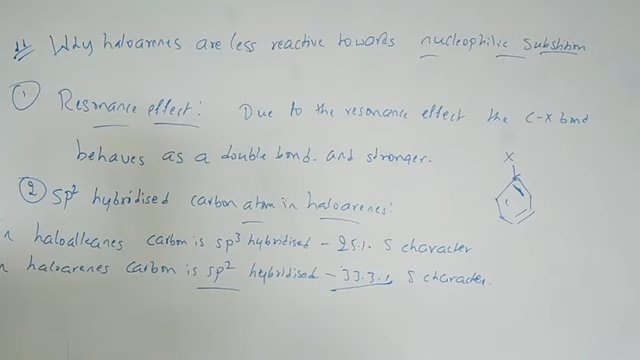 Why haloarenes are less reactive towards nucleophilic substition
① Resonance effect: Due to the resonance effect the C-X bond
behaves as a double bond. and stronger.
X
② sp² hybridised carbon atom in haloarenes:
n haloalkanes carbon is sp³ hybridised - 25% S character
n haloarenes carbon is sp² hybridised - 33.3% S character.